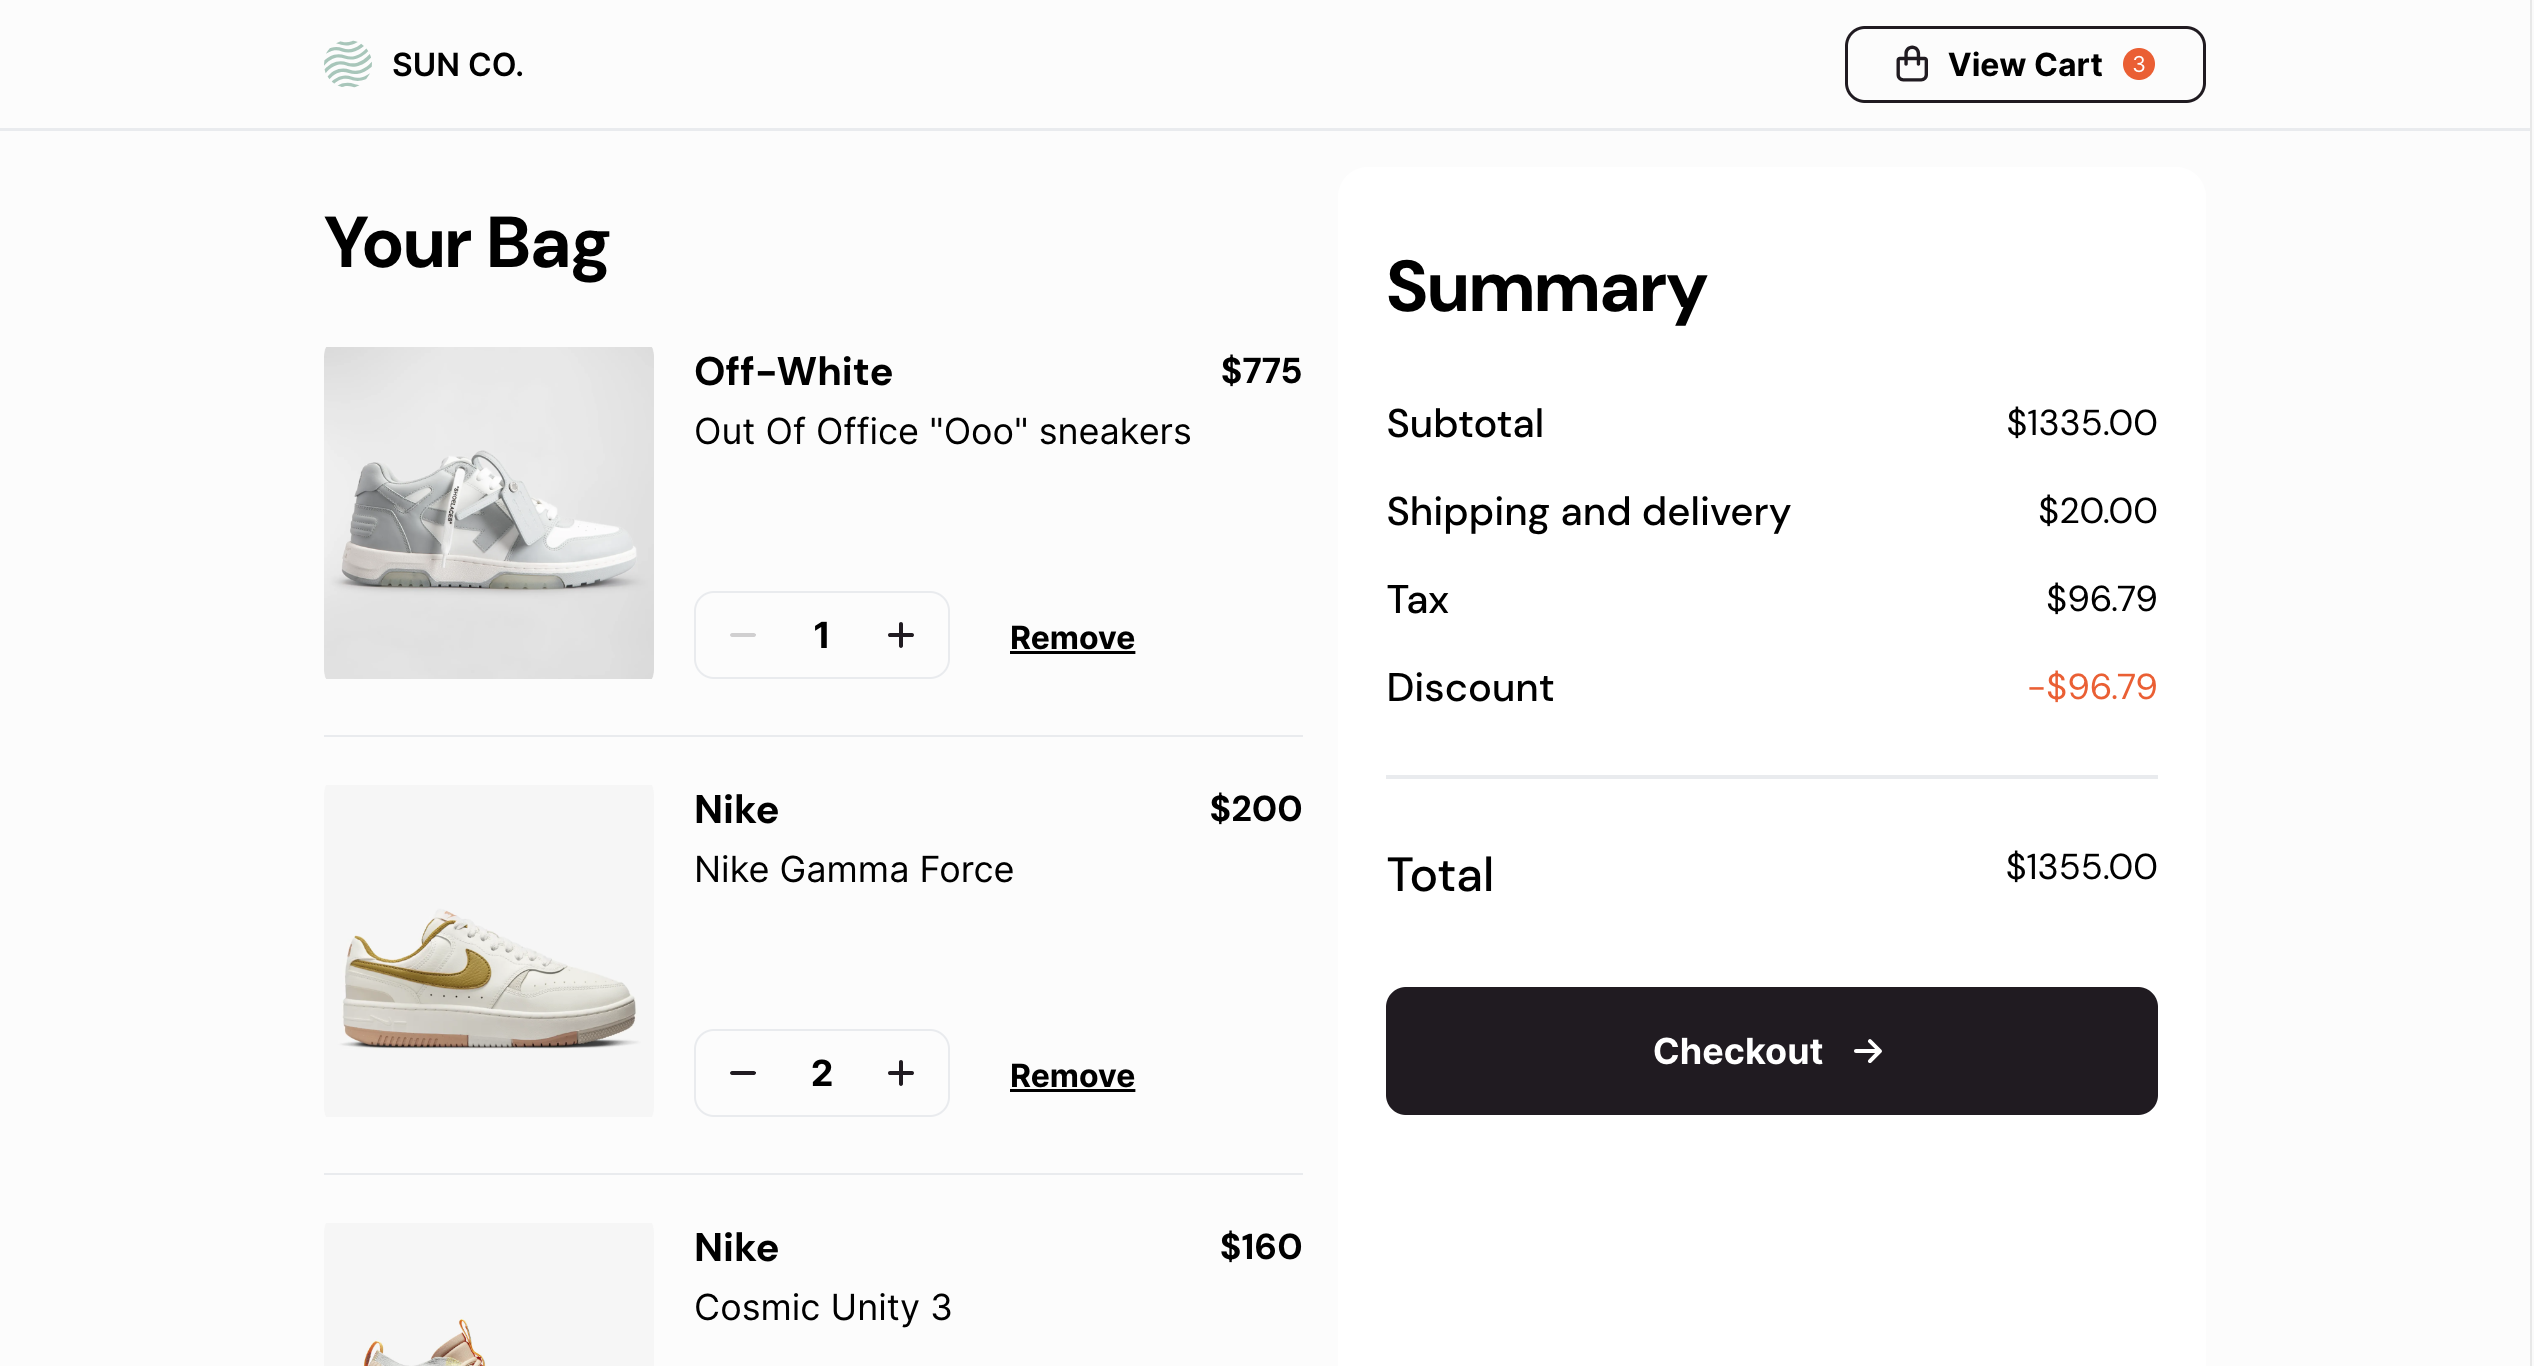 SUN CO.
View Cart 3
Your Bag
Off-White $775
Out Of Office "Ooo" sneakers
1 Remove
Nike $200
Nike Gamma Force
2 Remove
Nike $160
Cosmic Unity 3
Summary
Subtotal $1335.00
Shipping and delivery $20.00
Tax $96.79
Discount -$96.79
Total $1355.00
Checkout